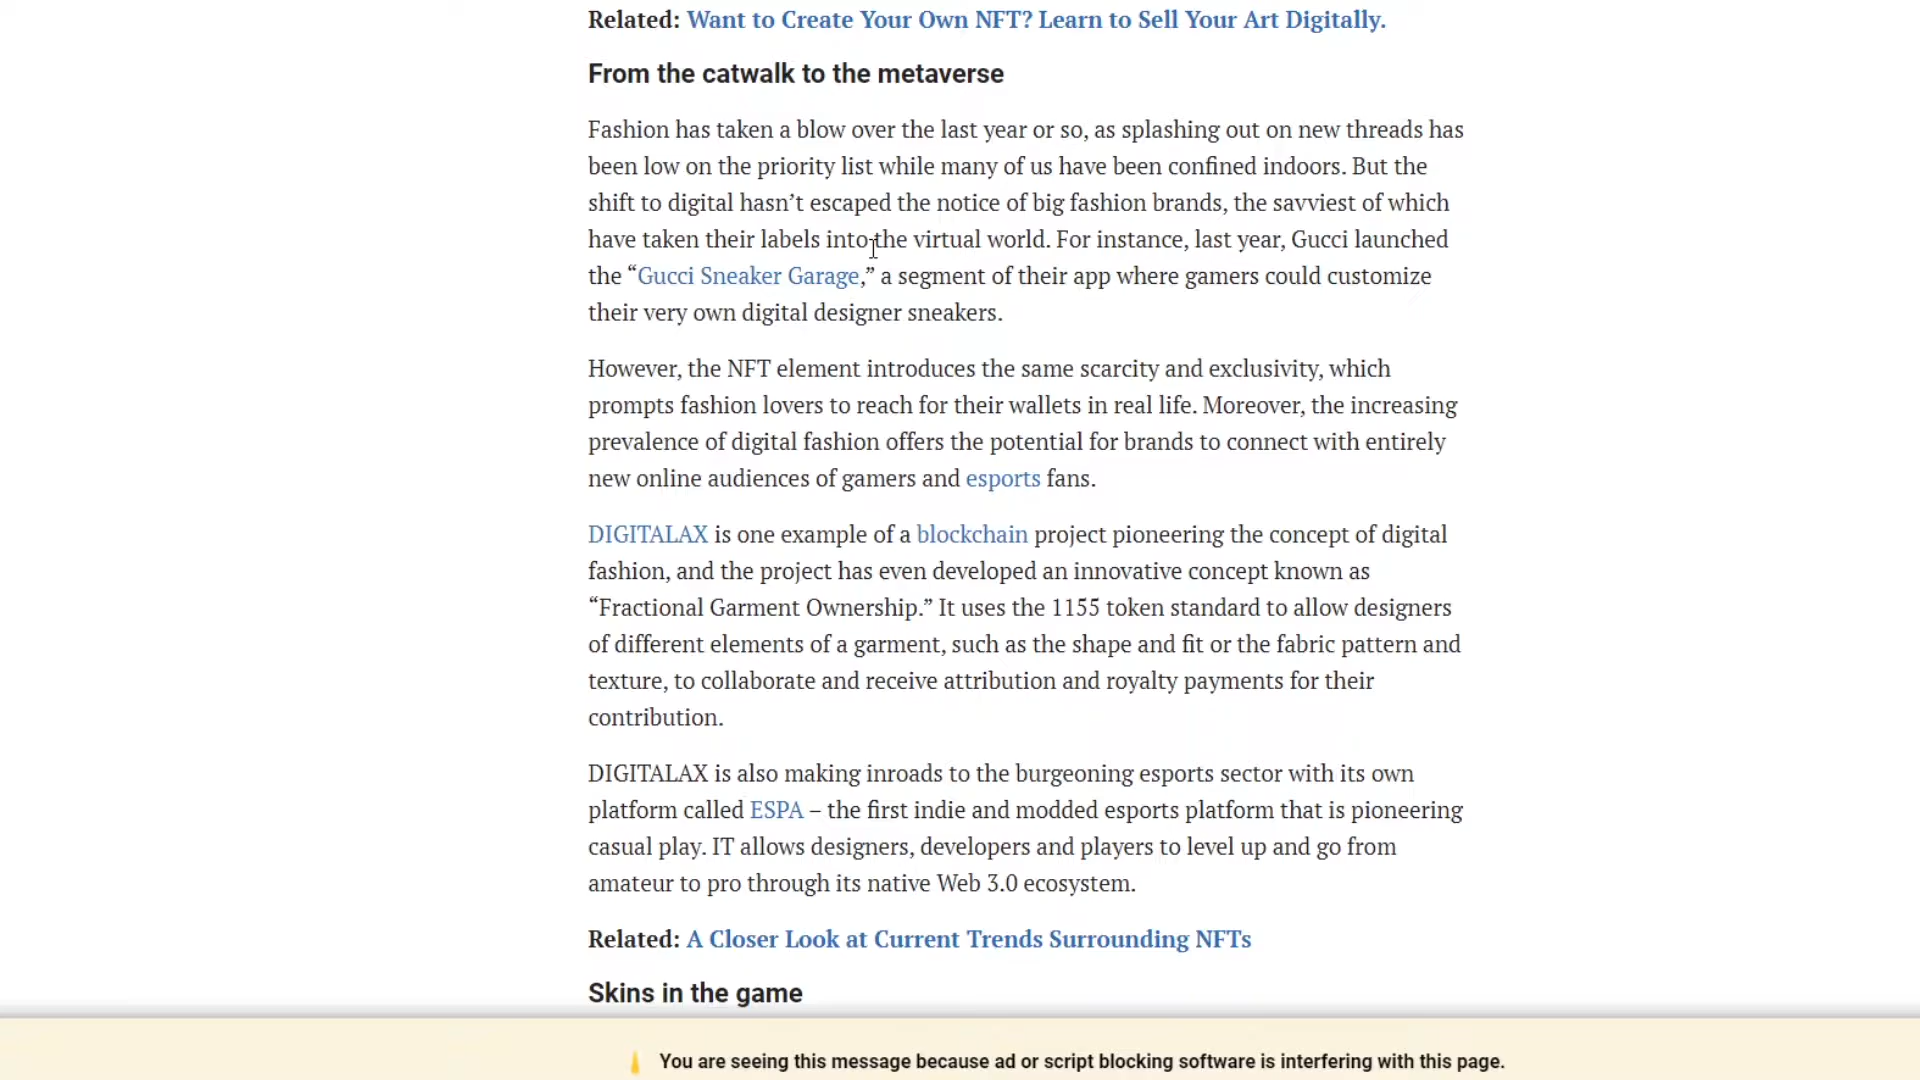 Related: Want to Create Your Own NFT? Learn to Sell Your Art Digitally.
From the catwalk to the metaverse
Fashion has taken a blow over the last year or so, as splashing out on new threads has
been low on the priority list while many of us have been confined indoors. But the
shift to digital hasn’t escaped the notice of big fashion brands, the savviest of which
have taken their labels into the virtual world. For instance, last year, Gucci launched
the “Gucci Sneaker Garage,” a segment of their app where gamers could customize
their very own digital designer sneakers.
However, the NFT element introduces the same scarcity and exclusivity, which
prompts fashion lovers to reach for their wallets in real life. Moreover, the increasing
prevalence of digital fashion offers the potential for brands to connect with entirely
new online audiences of gamers and esports fans.
DIGITALAX is one example of a blockchain project pioneering the concept of digital
fashion, and the project has even developed an innovative concept known as
“Fractional Garment Ownership.” It uses the 1155 token standard to allow designers
of different elements of a garment, such as the shape and fit or the fabric pattern and
texture, to collaborate and receive attribution and royalty payments for their
contribution.
DIGITALAX is also making inroads to the burgeoning esports sector with its own
platform called ESPA – the first indie and modded esports platform that is pioneering
casual play. IT allows designers, developers and players to level up and go from
amateur to pro through its native Web 3.0 ecosystem.
Related: A Closer Look at Current Trends Surrounding NFTs
Skins in the game
You are seeing this message because ad or script blocking software is interfering with this page.